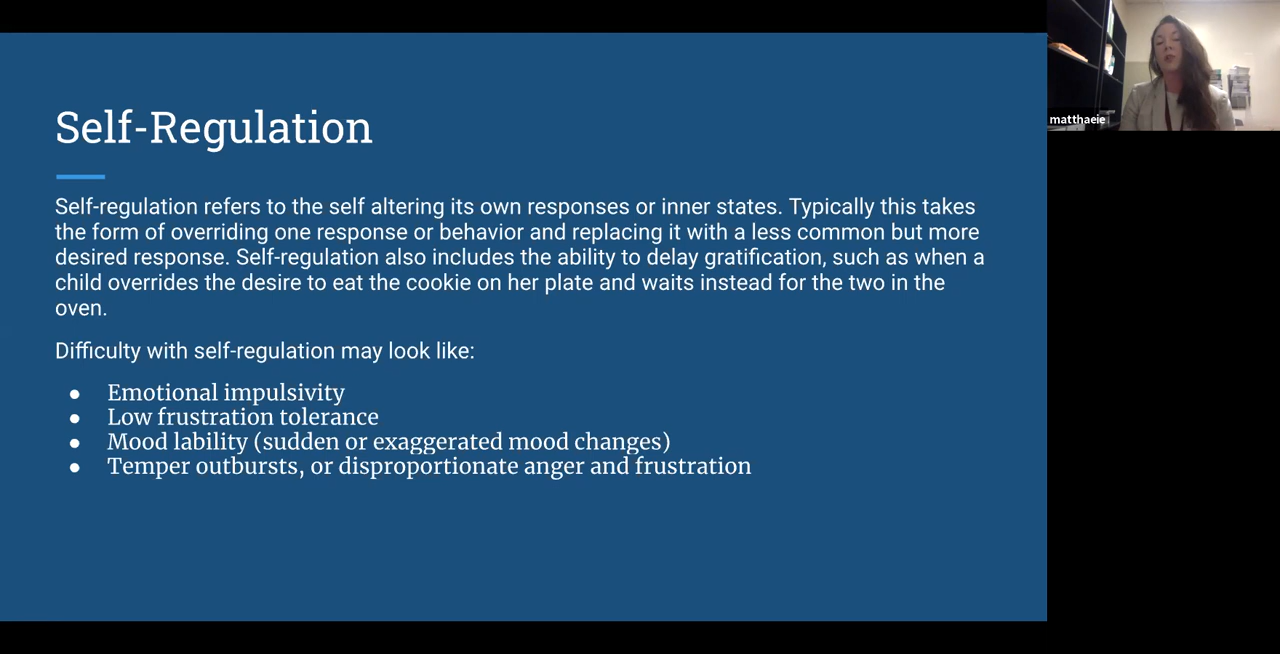 Self-Regulation
Self-regulation refers to the self altering its own responses or inner states. Typically this takes
the form of overriding one response or behavior and replacing it with a less common but more
desired response. Self-regulation also includes the ability to delay gratification, such as when a
child overrides the desire to eat the cookie on her plate and waits instead for the two in the
oven.
Difficulty with self-regulation may look like:
● Emotional impulsivity
● Low frustration tolerance
● Mood lability (sudden or exaggerated mood changes)
● Temper outbursts, or disproportionate anger and frustration
matthaeie